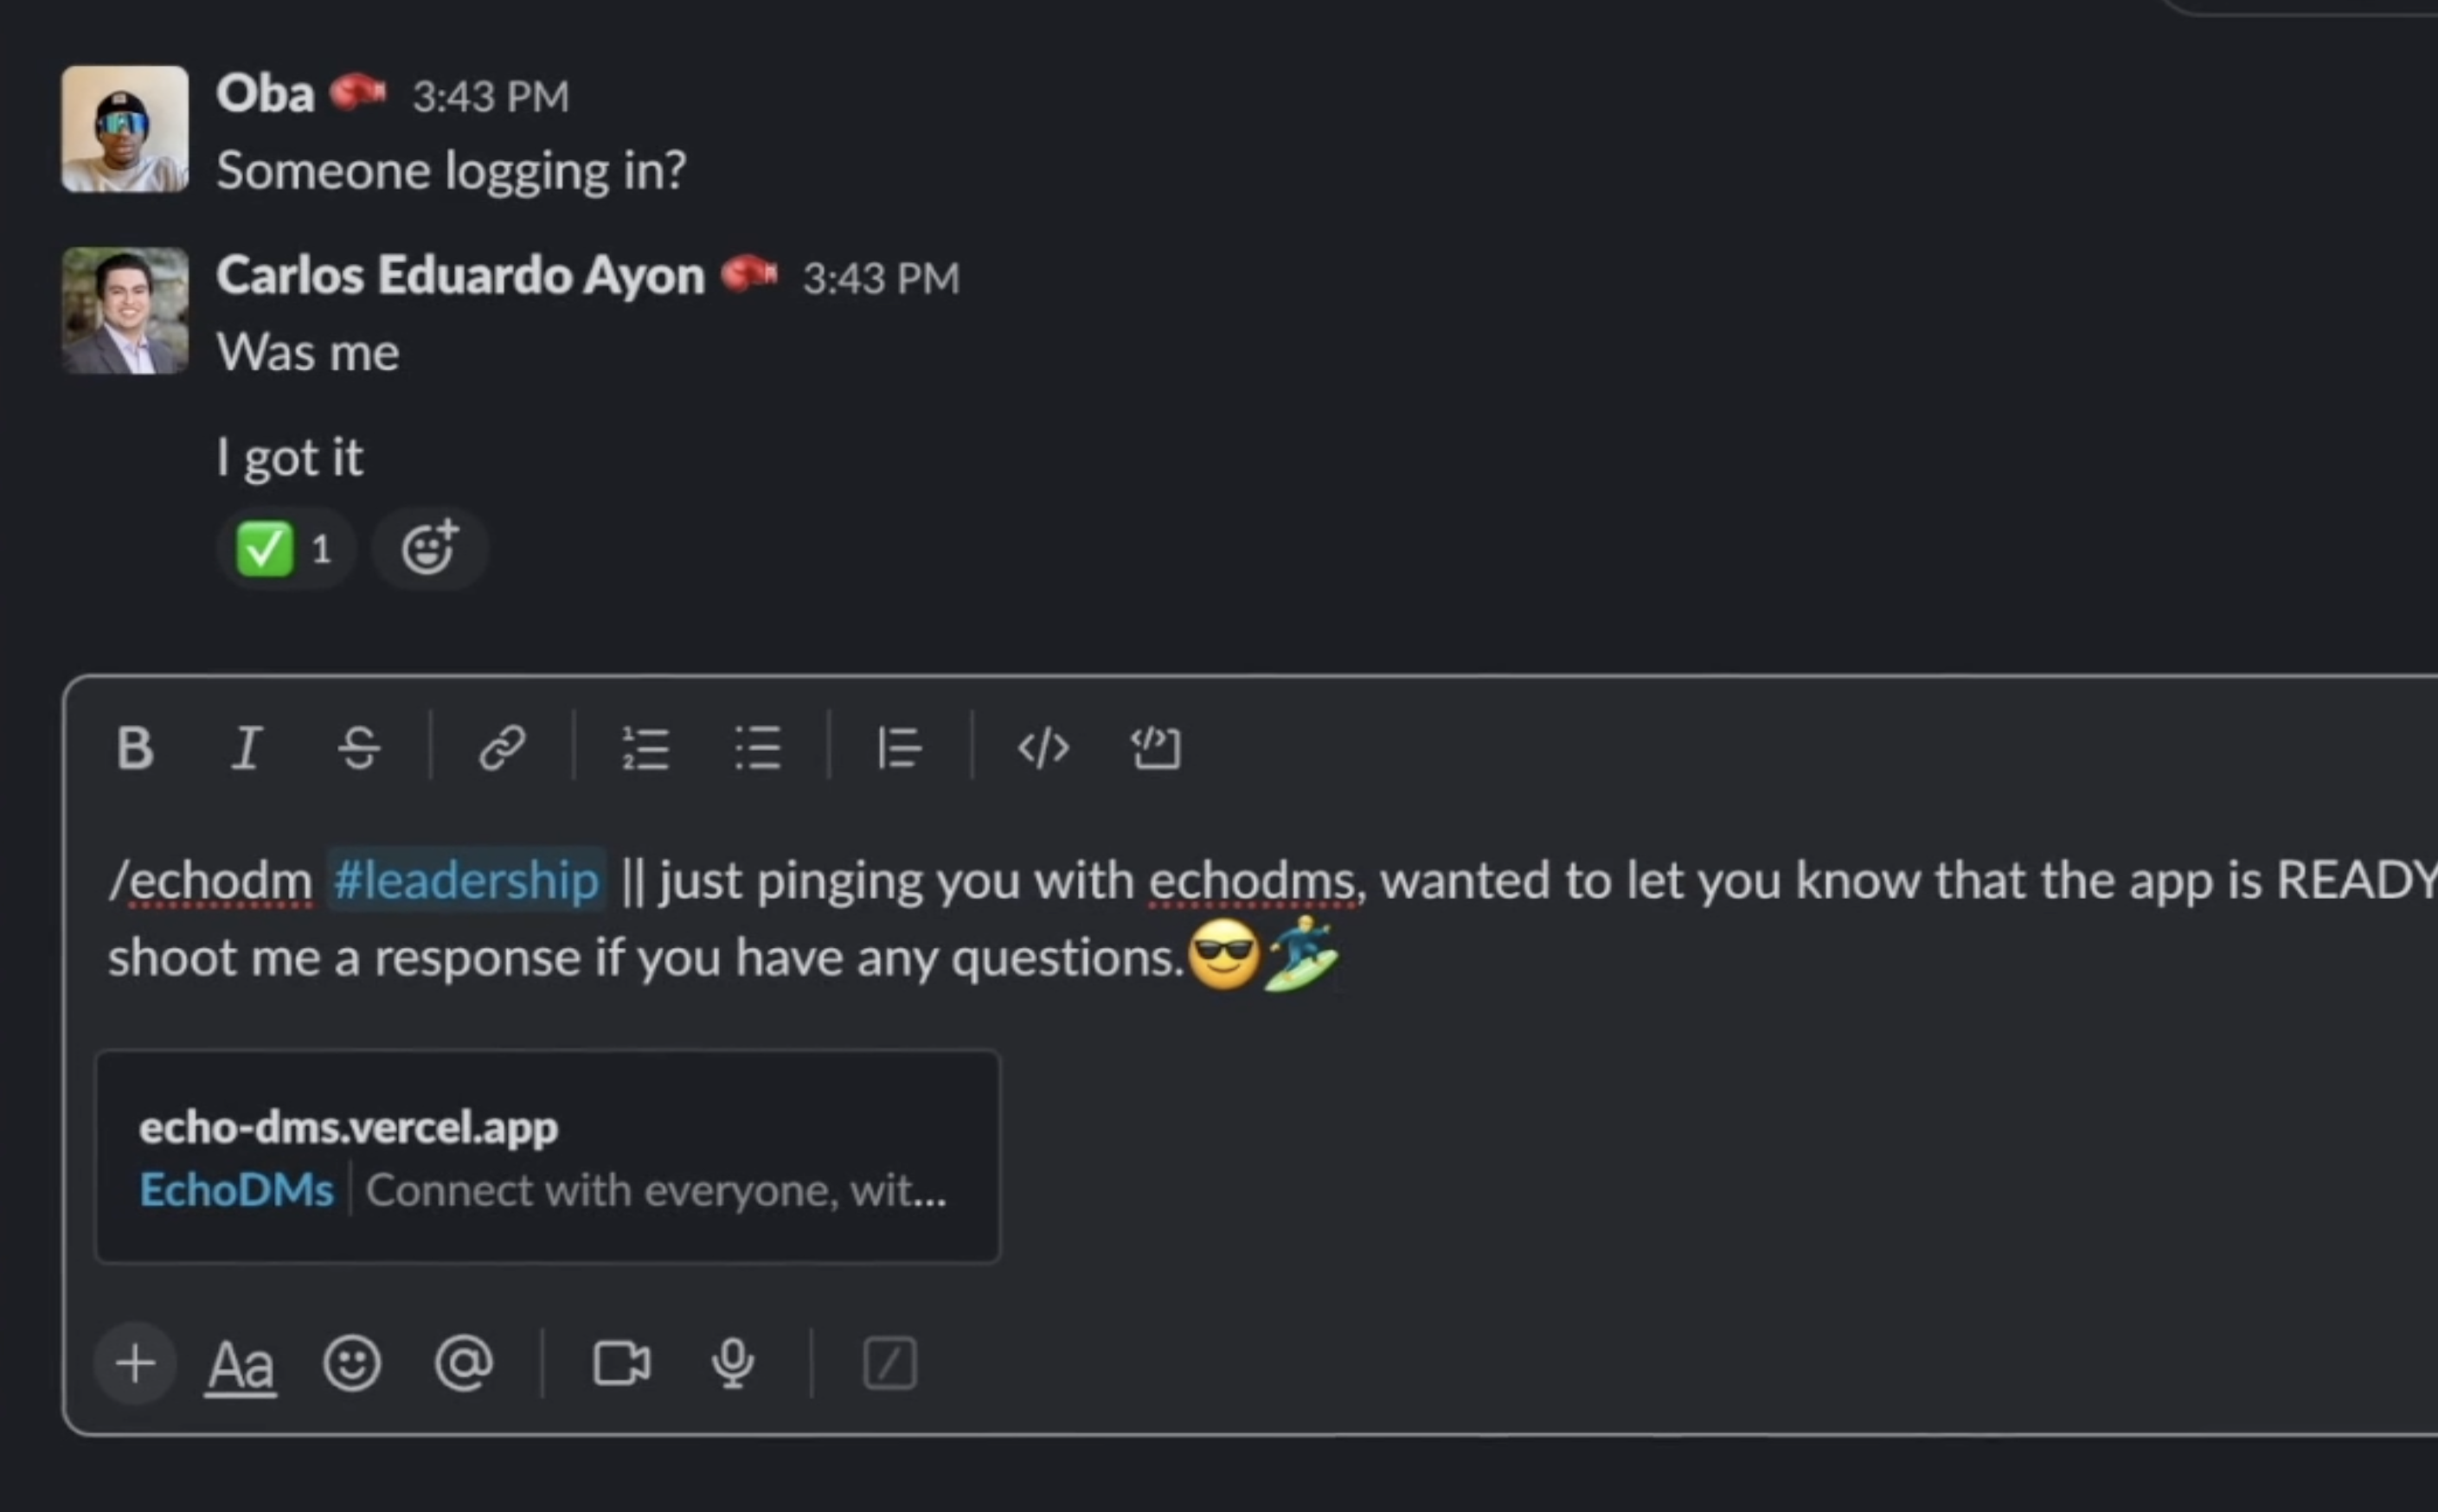 Oba 3:43 PM
Someone logging in?
Carlos Eduardo Ayon 3:43 PM
Was me
I got it
✅ 1
B I S
/echodm #leadership || just pinging you with echodms, wanted to let you know that the app is READY
shoot me a response if you have any questions.😎🏄
echo-dms.vercel.app
EchoDMs Connect with everyone, wit...
Aa